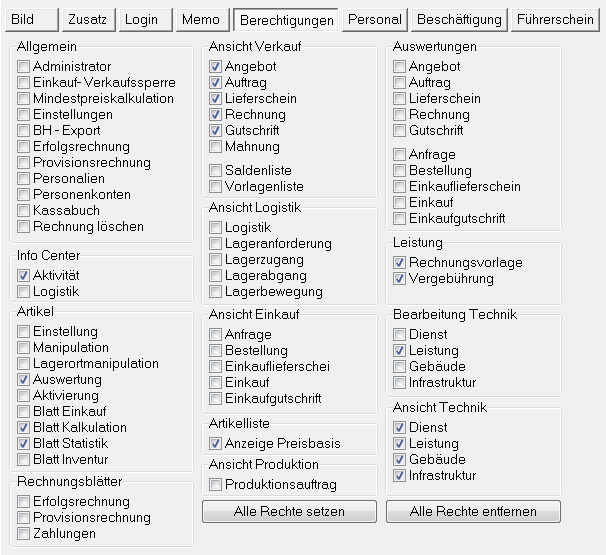 Bild Zusatz Login Memo Berechtigungen Personal Beschäftigung Führerschein
Allgemein
Administrator
Einkauf- Verkaufssperre
Mindestpreiskalkulation
Einstellungen
BH - Export
Erfolgsrechnung
Provisionsrechnung
Personalien
Personenkonten
Kassabuch
Rechnung löschen
Info Center
Aktivität
Logistik
Artikel
Einstellung
Manipulation
Lagerortmanipulation
Auswertung
Aktivierung
Blatt Einkauf
Blatt Kalkulation
Blatt Statistik
Blatt Inventur
Rechnungsblätter
Erfolgsrechnung
Provisionsrechnung
Zahlungen
Ansicht Verkauf
Angebot
Auftrag
Lieferschein
Rechnung
Gutschrift
Mahnung
Saldenliste
Vorlagenliste
Ansicht Logistik
Logistik
Lageranforderung
Lagerzugang
Lagerabgang
Lagerbewegung
Ansicht Einkauf
Anfrage
Bestellung
Einkauflieferschei
Einkauf
Einkaufgutschrift
Artikelliste
Anzeige Preisbasis
Ansicht Produktion
Produktionsauftrag
Alle Rechte setzen
Auswertungen
Angebot
Auftrag
Lieferschein
Rechnung
Gutschrift
Anfrage
Bestellung
Einkauflieferschein
Einkauf
Einkaufgutschrift
Leistung
Rechnungsvorlage
Vergebührung
Bearbeitung Technik
Dienst
Leistung
Gebäude
Infrastruktur
Ansicht Technik
Dienst
Leistung
Gebäude
Infrastruktur
Alle Rechte entfernen